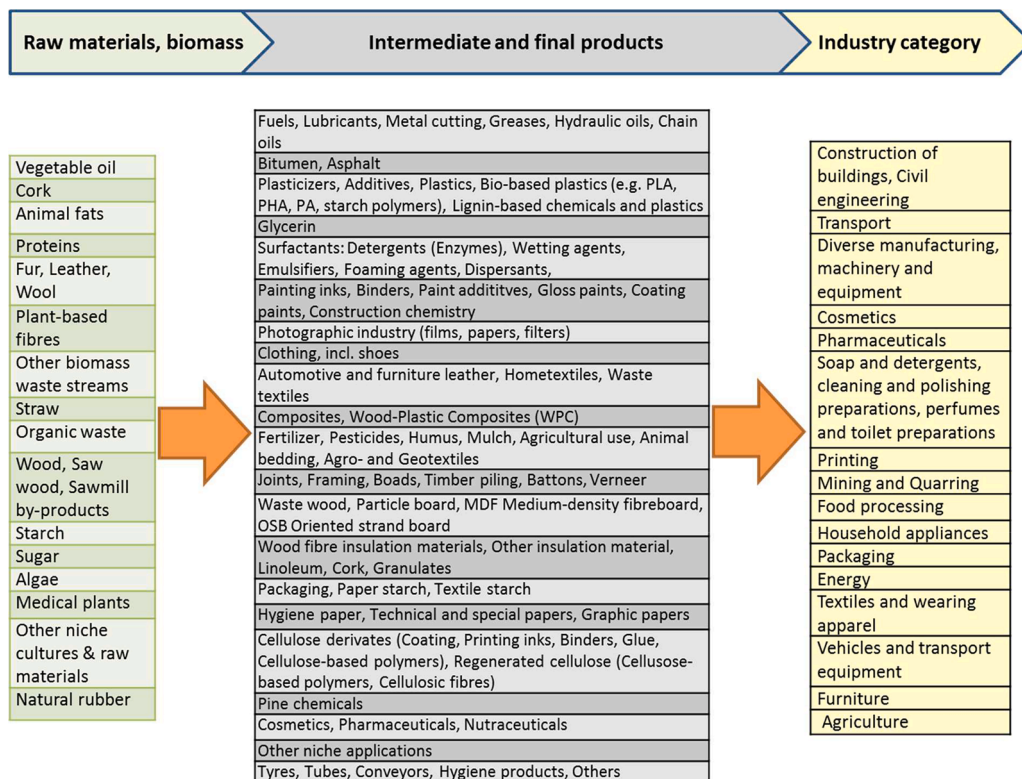 Raw materials, biomass
Intermediate and final products
Industry category
Vegetable oil
Cork
Animal fats
Proteins
Fur, Leather,
Wool
Plant-based
fibres
Other biomass
waste streams
Straw
Organic waste
Wood, Saw
wood, Sawmill
by-products
Starch
Sugar
Algae
Medical plants
Other niche
cultures & raw
materials
Natural rubber
Fuels, Lubricants, Metal cutting, Greases, Hydraulic oils, Chain
oils
Bitumen, Asphalt
Plasticizers, Additives, Plastics, Bio-based plastics (e.g. PLA,
PHA, PA, starch polymers), Lignin-based chemicals and plastics
Glycerin
Surfactants: Detergents (Enzymes), Wetting agents,
Emulsifiers, Foaming agents, Dispersants,
Painting inks, Binders, Paint addititves, Gloss paints, Coating
paints, Construction chemistry
Photographic industry (films, papers, filters)
Clothing, incl. shoes
Automotive and furniture leather, Hometextiles, Waste
textiles
Composites, Wood-Plastic Composites (WPC)
Fertilizer, Pesticides, Humus, Mulch, Agricultural use, Animal
bedding, Agro- and Geotextiles
Joints, Framing, Boads, Timber piling, Battons, Verneer
Waste wood, Particle board, MDF Medium-density fibreboard,
OSB Oriented strand board
Wood fibre insulation materials, Other insulation material,
Linoleum, Cork, Granulates
Packaging, Paper starch, Textile starch
Hygiene paper, Technical and special papers, Graphic papers
Cellulose derivates (Coating, Printing inks, Binders, Glue,
Cellulose-based polymers), Regenerated cellulose (Cellusose-
based polymers, Cellulosic fibres)
Pine chemicals
Cosmetics, Pharmaceuticals, Nutraceuticals
Other niche applications
Tyres, Tubes, Conveyors, Hygiene products, Others
Construction of
buildings, Civil
engineering
Transport
Diverse manufacturing,
machinery and
equipment
Cosmetics
Pharmaceuticals
Soap and detergents,
cleaning and polishing
preparations, perfumes
and toilet preparations
Printing
Mining and Quarring
Food processing
Household appliances
Packaging
Energy
Textiles and wearing
apparel
Vehicles and transport
equipment
Furniture
Agriculture